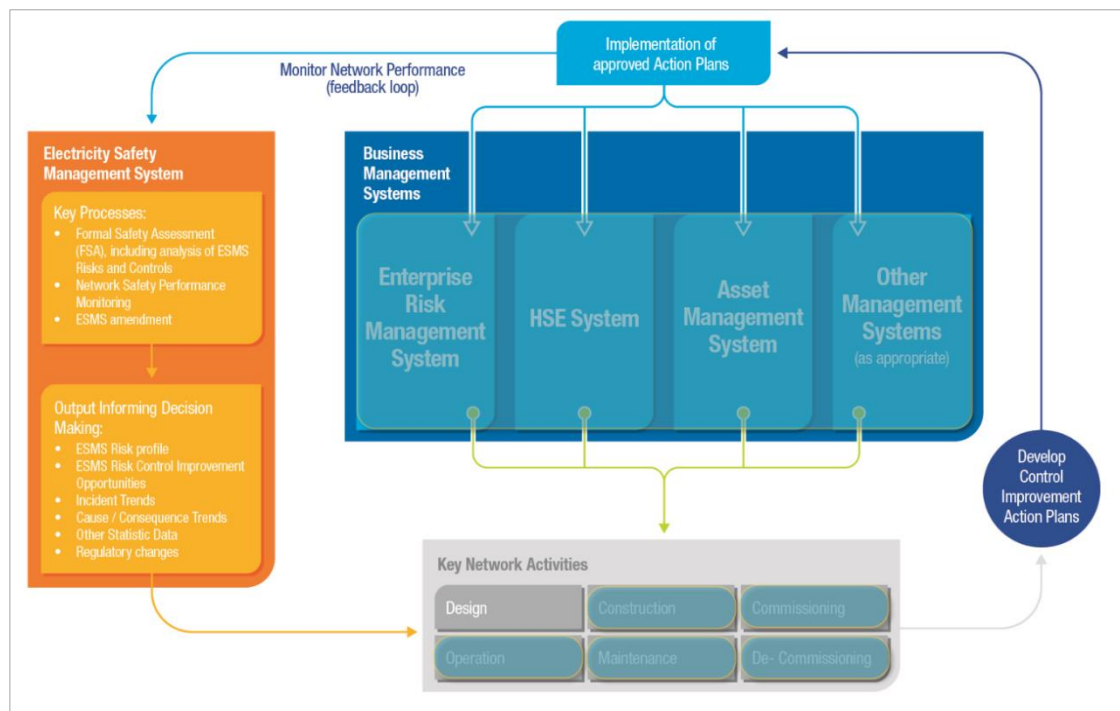 Implementation of
approved Action Plans
Monitor Network Performance
(feedback loop)
Electricity Safety
Management System
Key Processes:
• Formal Safety Assessment
(FSA), including analysis of ESMS
Risks and Controls
• Network Safety Performance
Monitoring
• ESMS amendment
Output Informing Decision
Making:
• ESMS Risk profile
• ESMS Risk Control Improvement
Opportunities
• Incident Trends
• Cause / Consequence Trends
• Other Statistic Data
• Regulatory changes
Business
Management
Systems
Enterprise
Risk
Management
System
HSE System
Asset
Management
System
Other
Management
Systems
(as appropriate)
Develop
Control
Improvement
Action Plans
Key Network Activities
Design
Construction
Commissioning
Operation
Maintenance
De- Commissioning